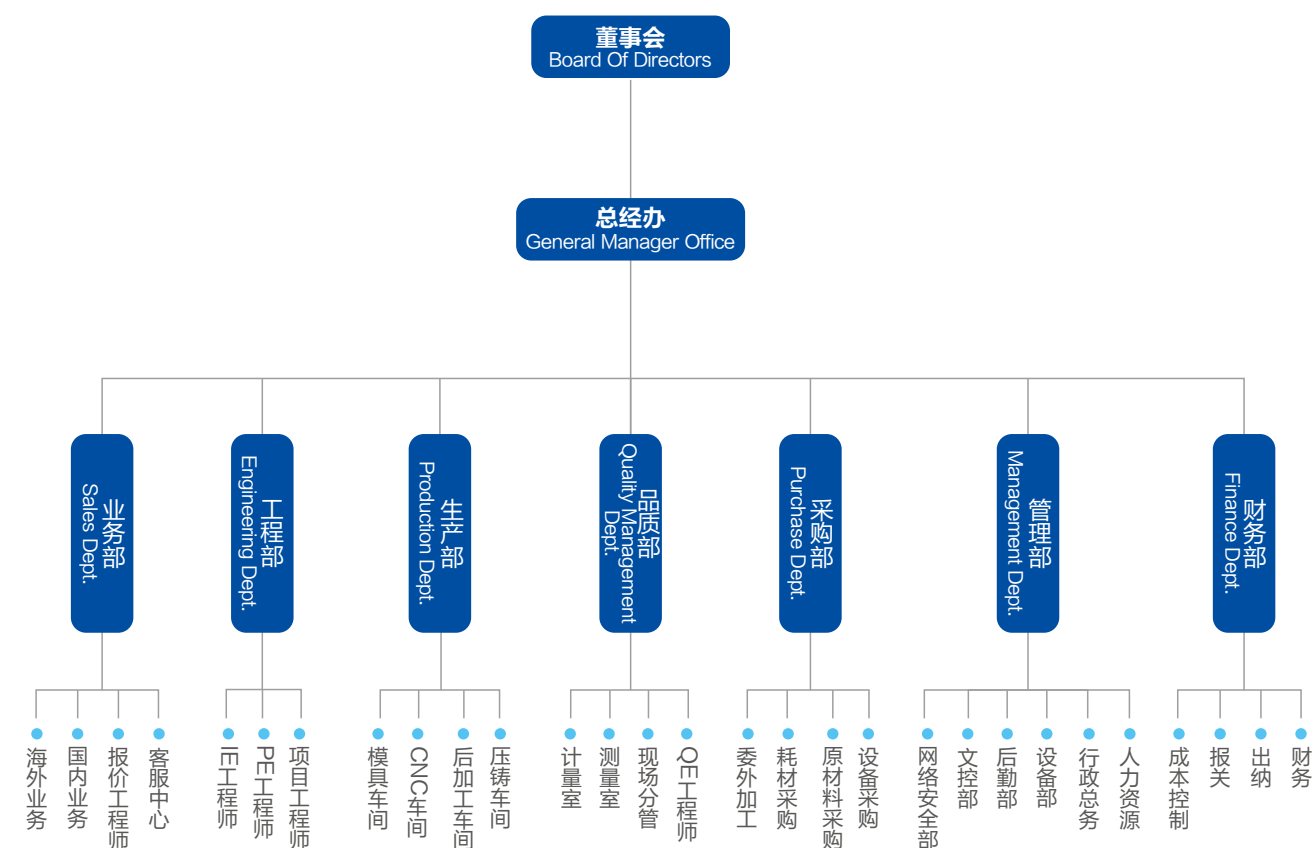 董事会
Board Of Directors
总经办
General Manager Office
业务部
Sales Dept.
工程部
Engineering Dept.
生产部
Production Dept.
品质部
Quality Management
Dept.
采购部
Purchase Dept.
管理部
Management Dept.
财务部
Finance Dept.
海外业务
国内业务
报价工程师
客服中心
IE工程师
PE工程师
项目工程师
模具车间
CNC车间
后加工车间
压铸车间
计量室
测量室
现场分管
QE工程师
委外加工
耗材采购
原材料采购
设备采购
网络安全部
文控部
后勤部
设备部
行政总务
人力资源
成本控制
报关
出纳
财务